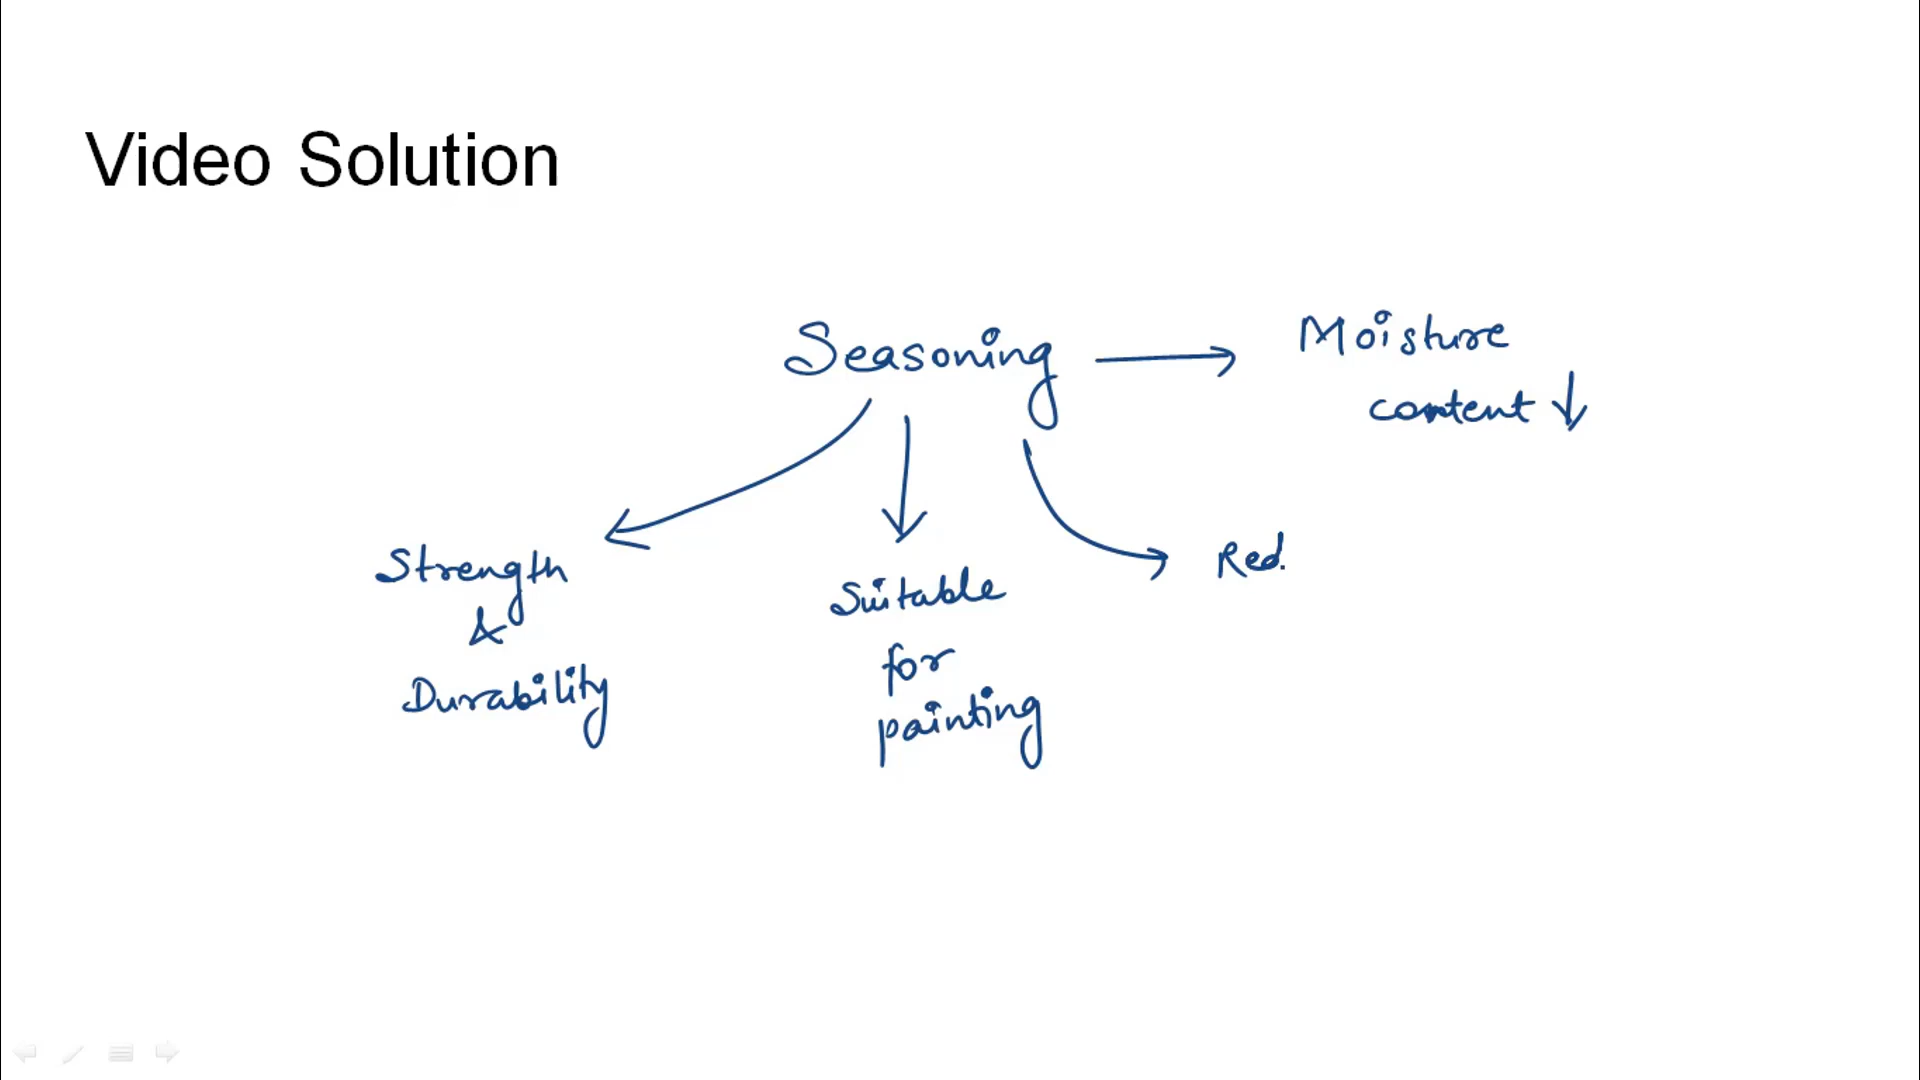 Video Solution
Seasoning
Moisture
content ↓
Strength
&
Durability
Suitable
for
painting
Red.